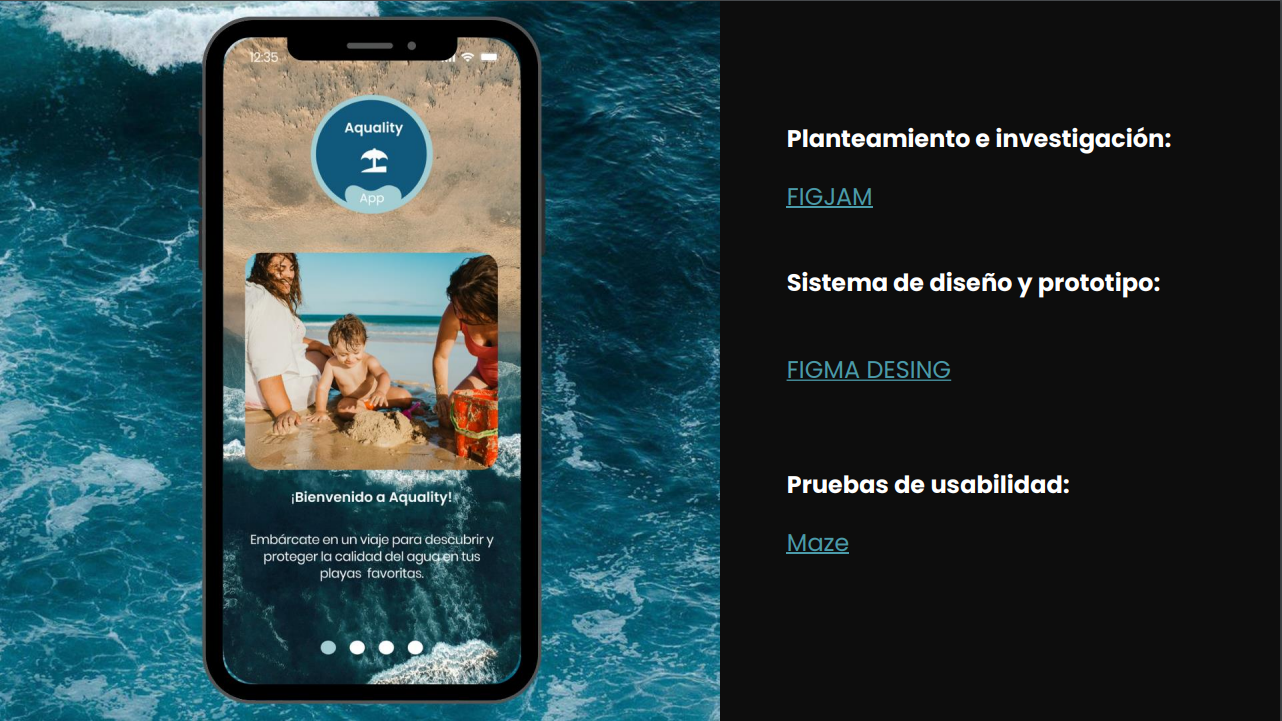 12:35
Aquality
App
¡Bienvenido a Aquality!
Embárcate en un viaje para descubrir y
proteger la calidad del agua en tus
playas favoritas.
Planteamiento e investigación:
FIGJAM
Sistema de diseño y prototipo:
FIGMA DESING
Pruebas de usabilidad:
Maze